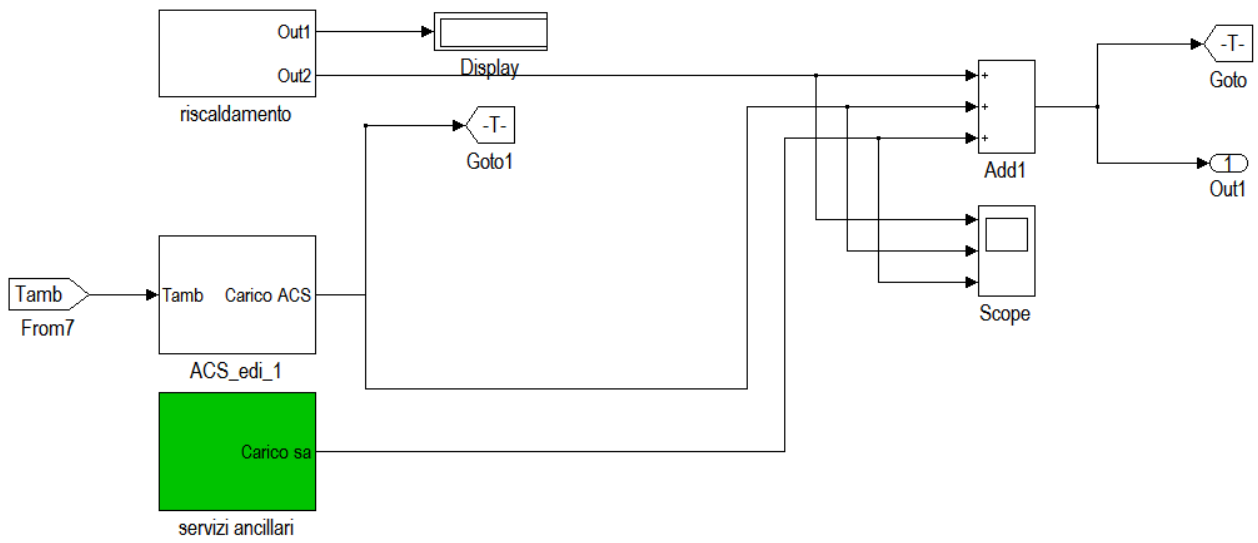 Out1
Out2
riscaldamento
Display
-T-
Goto1
+
+
+
Add1
-T-
Goto
1
Out1
Scope
Tamb
From7
Tamb Carico ACS
ACS_edi_1
Carico sa
servizi ancillari